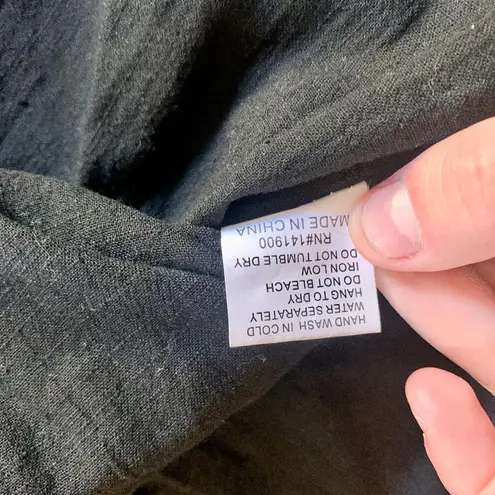 HAND WASH IN COLD
WATER SEPARATELY
HANG TO DRY
DO NOT BLEACH
IRON LOW
DO NOT TUMBLE DRY
RN#141900
MADE IN CHINA